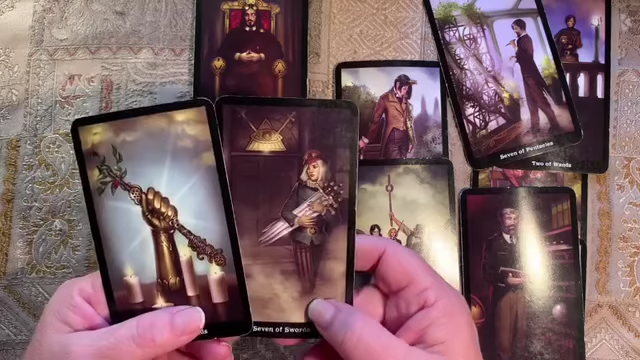 Seven of Pentacles
Two of Wands
Seven of Swords